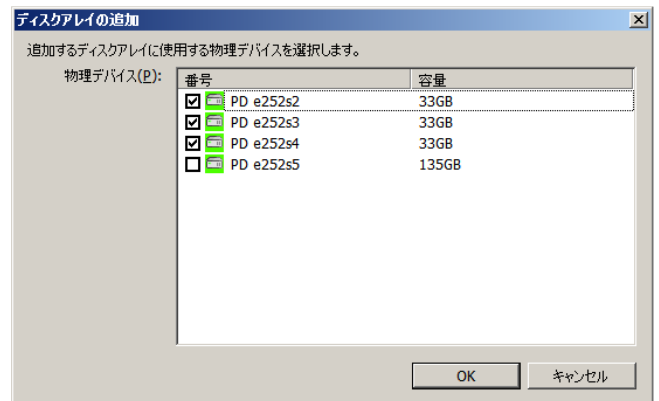 ディスクアレイの追加
追加するディスクアレイに使用する物理デバイスを選択します。
物理デバイス(P): 番号 容量
PD e252s2 33GB
PD e252s3 33GB
PD e252s4 33GB
PD e252s5 135GB
OK キャンセル